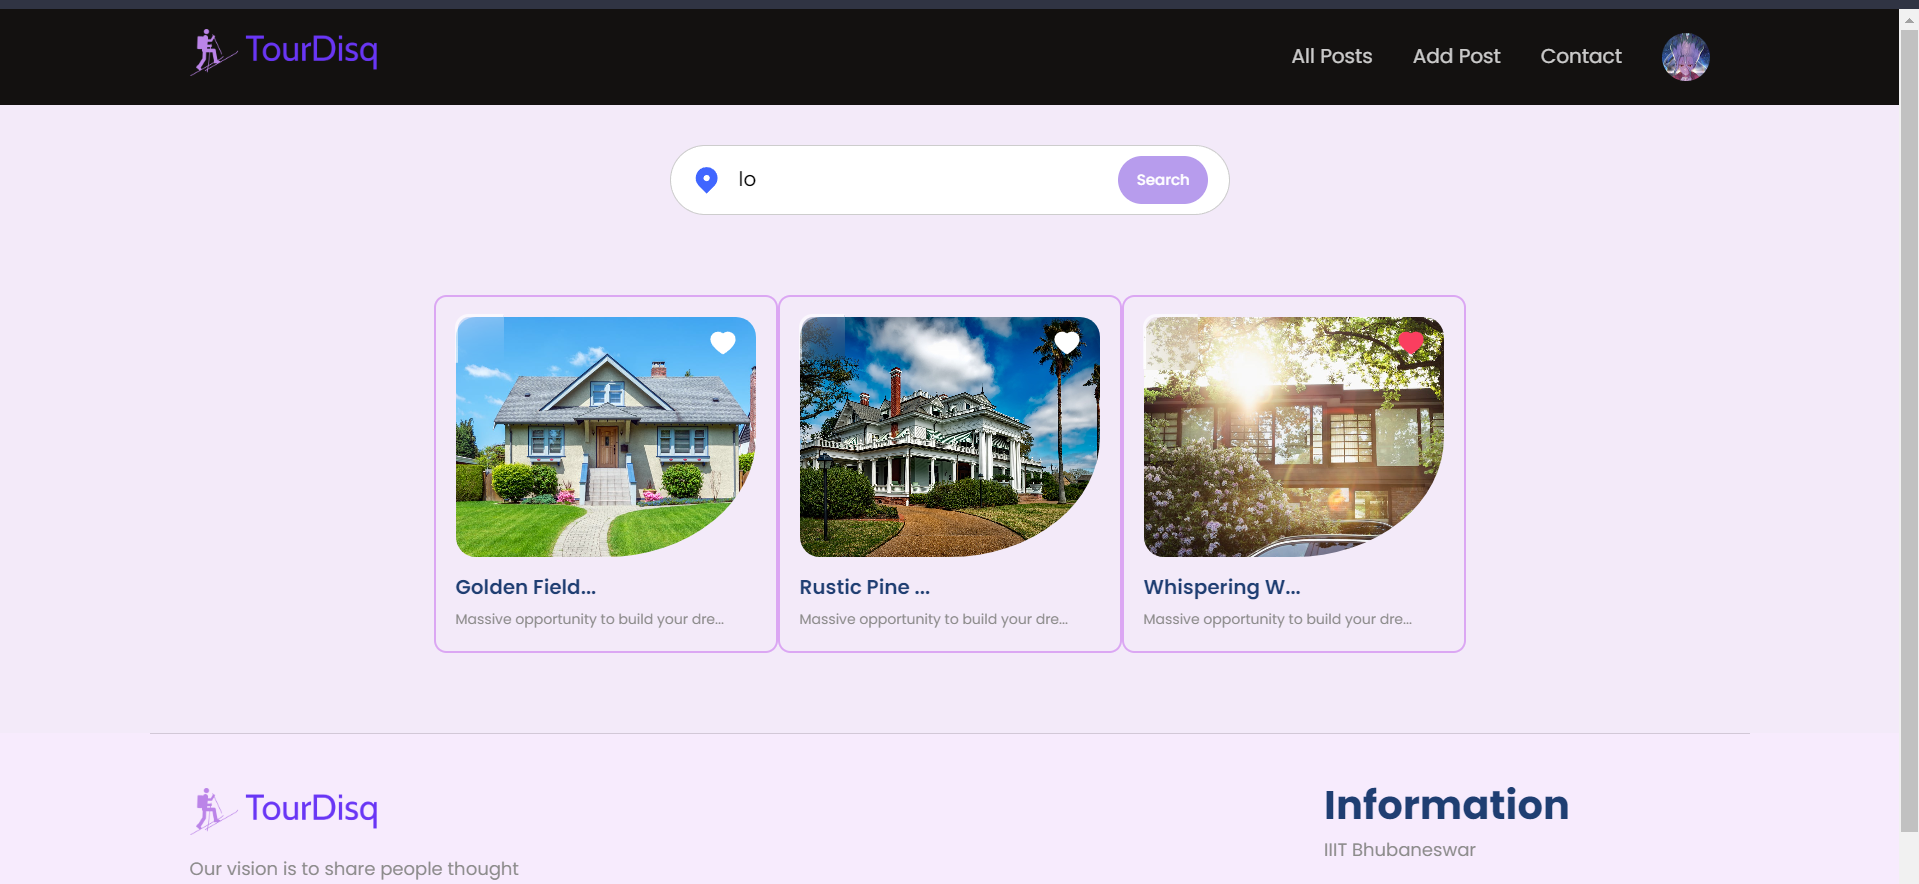 TourDisq
All Posts
Add Post
Contact
lo
Search
Golden Field...
Massive opportunity to build your dre...
Rustic Pine ...
Massive opportunity to build your dre...
Whispering W...
Massive opportunity to build your dre...
TourDisq
Our vision is to share people thought
Information
IIIT Bhubaneswar